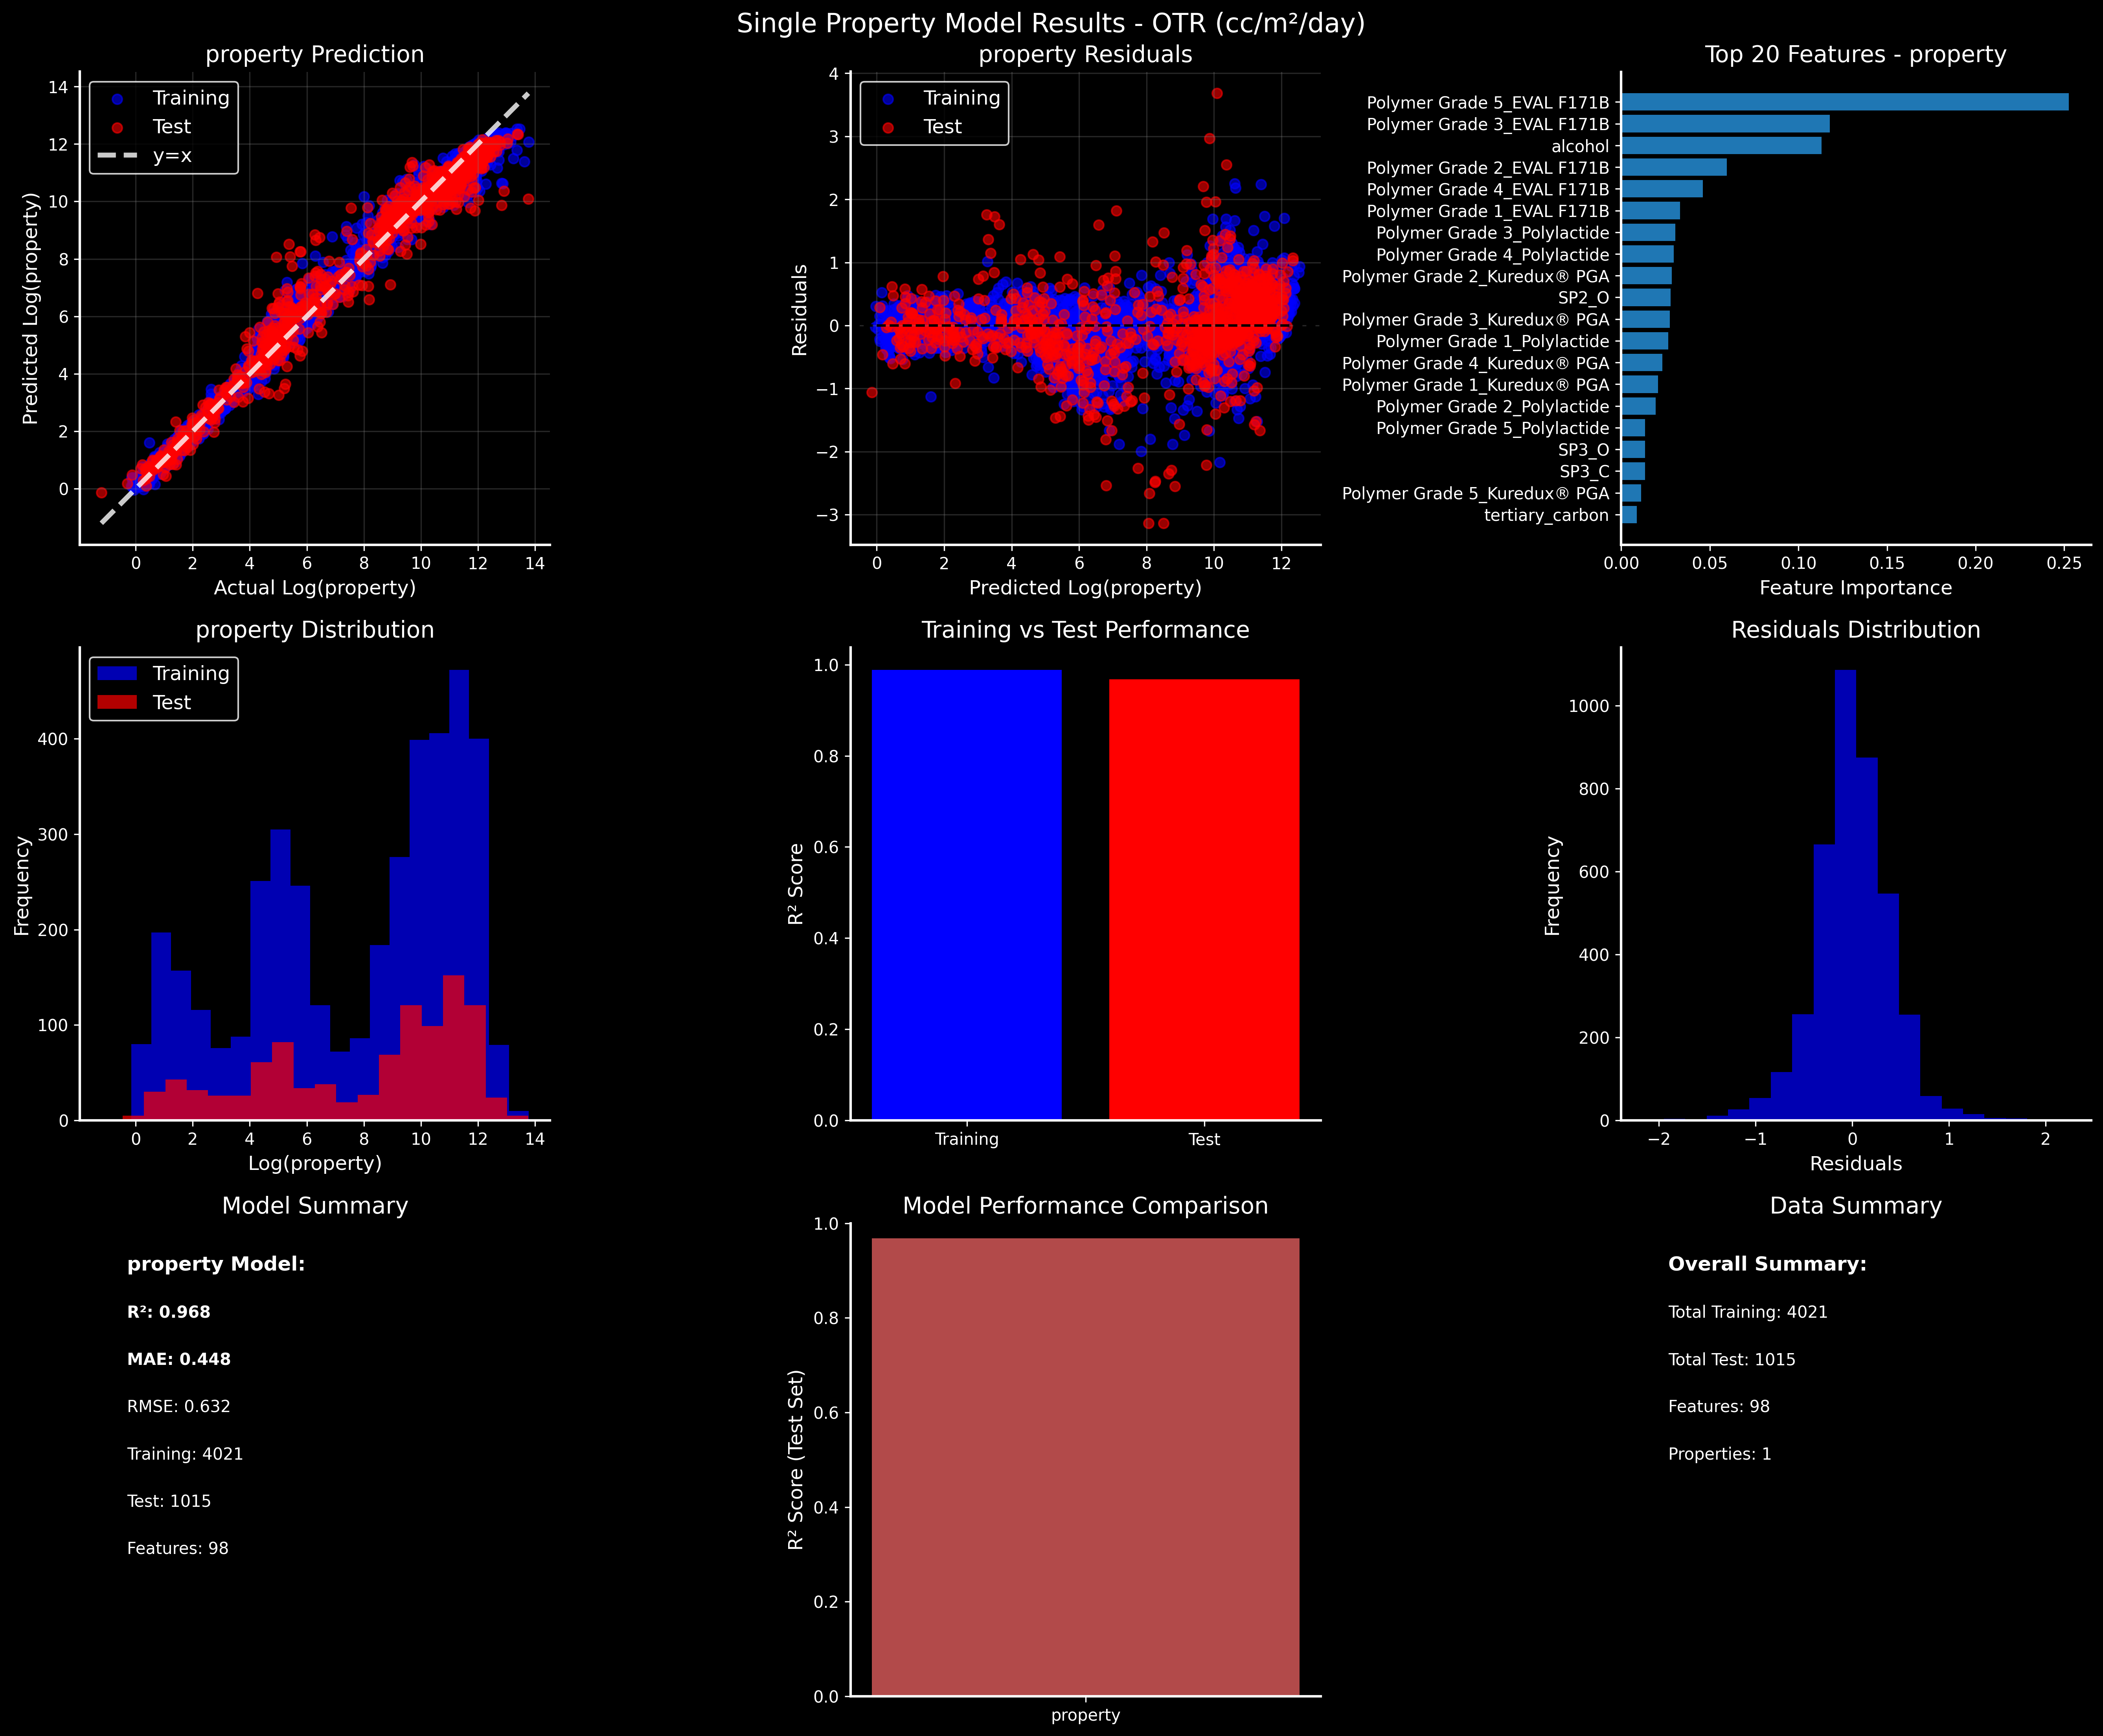 Single Property Model Results - OTR (cc/m²/day)
property Prediction
Training
Test
y=x
14
12
10
8
6
4
2
0
Predicted Log(property)
0 2 4 6 8 10 12 14
Actual Log(property)
property Residuals
Training
Test
4
3
2
1
0
−1
−2
−3
Residuals
0 2 4 6 8 10 12
Predicted Log(property)
Top 20 Features - property
Polymer Grade 5_EVAL F171B
Polymer Grade 3_EVAL F171B
alcohol
Polymer Grade 2_EVAL F171B
Polymer Grade 4_EVAL F171B
Polymer Grade 1_EVAL F171B
Polymer Grade 3_Polylactide
Polymer Grade 4_Polylactide
Polymer Grade 2_Kuredux® PGA
SP2_O
Polymer Grade 3_Kuredux® PGA
Polymer Grade 1_Polylactide
Polymer Grade 4_Kuredux® PGA
Polymer Grade 1_Kuredux® PGA
Polymer Grade 2_Polylactide
Polymer Grade 5_Polylactide
SP3_O
SP3_C
Polymer Grade 5_Kuredux® PGA
tertiary_carbon
0.00 0.05 0.10 0.15 0.20 0.25
Feature Importance
property Distribution
Training
Test
400
300
200
100
0
Frequency
0 2 4 6 8 10 12 14
Log(property)
Training vs Test Performance
1.0
0.8
0.6
0.4
0.2
0.0
R² Score
Training Test
Residuals Distribution
1000
800
600
400
200
0
Frequency
−2 −1 0 1 2
Residuals
Model Summary
property Model:
R²: 0.968
MAE: 0.448
RMSE: 0.632
Training: 4021
Test: 1015
Features: 98
Model Performance Comparison
1.0
0.8
0.6
0.4
0.2
0.0
R² Score (Test Set)
property
Data Summary
Overall Summary:
Total Training: 4021
Total Test: 1015
Features: 98
Properties: 1